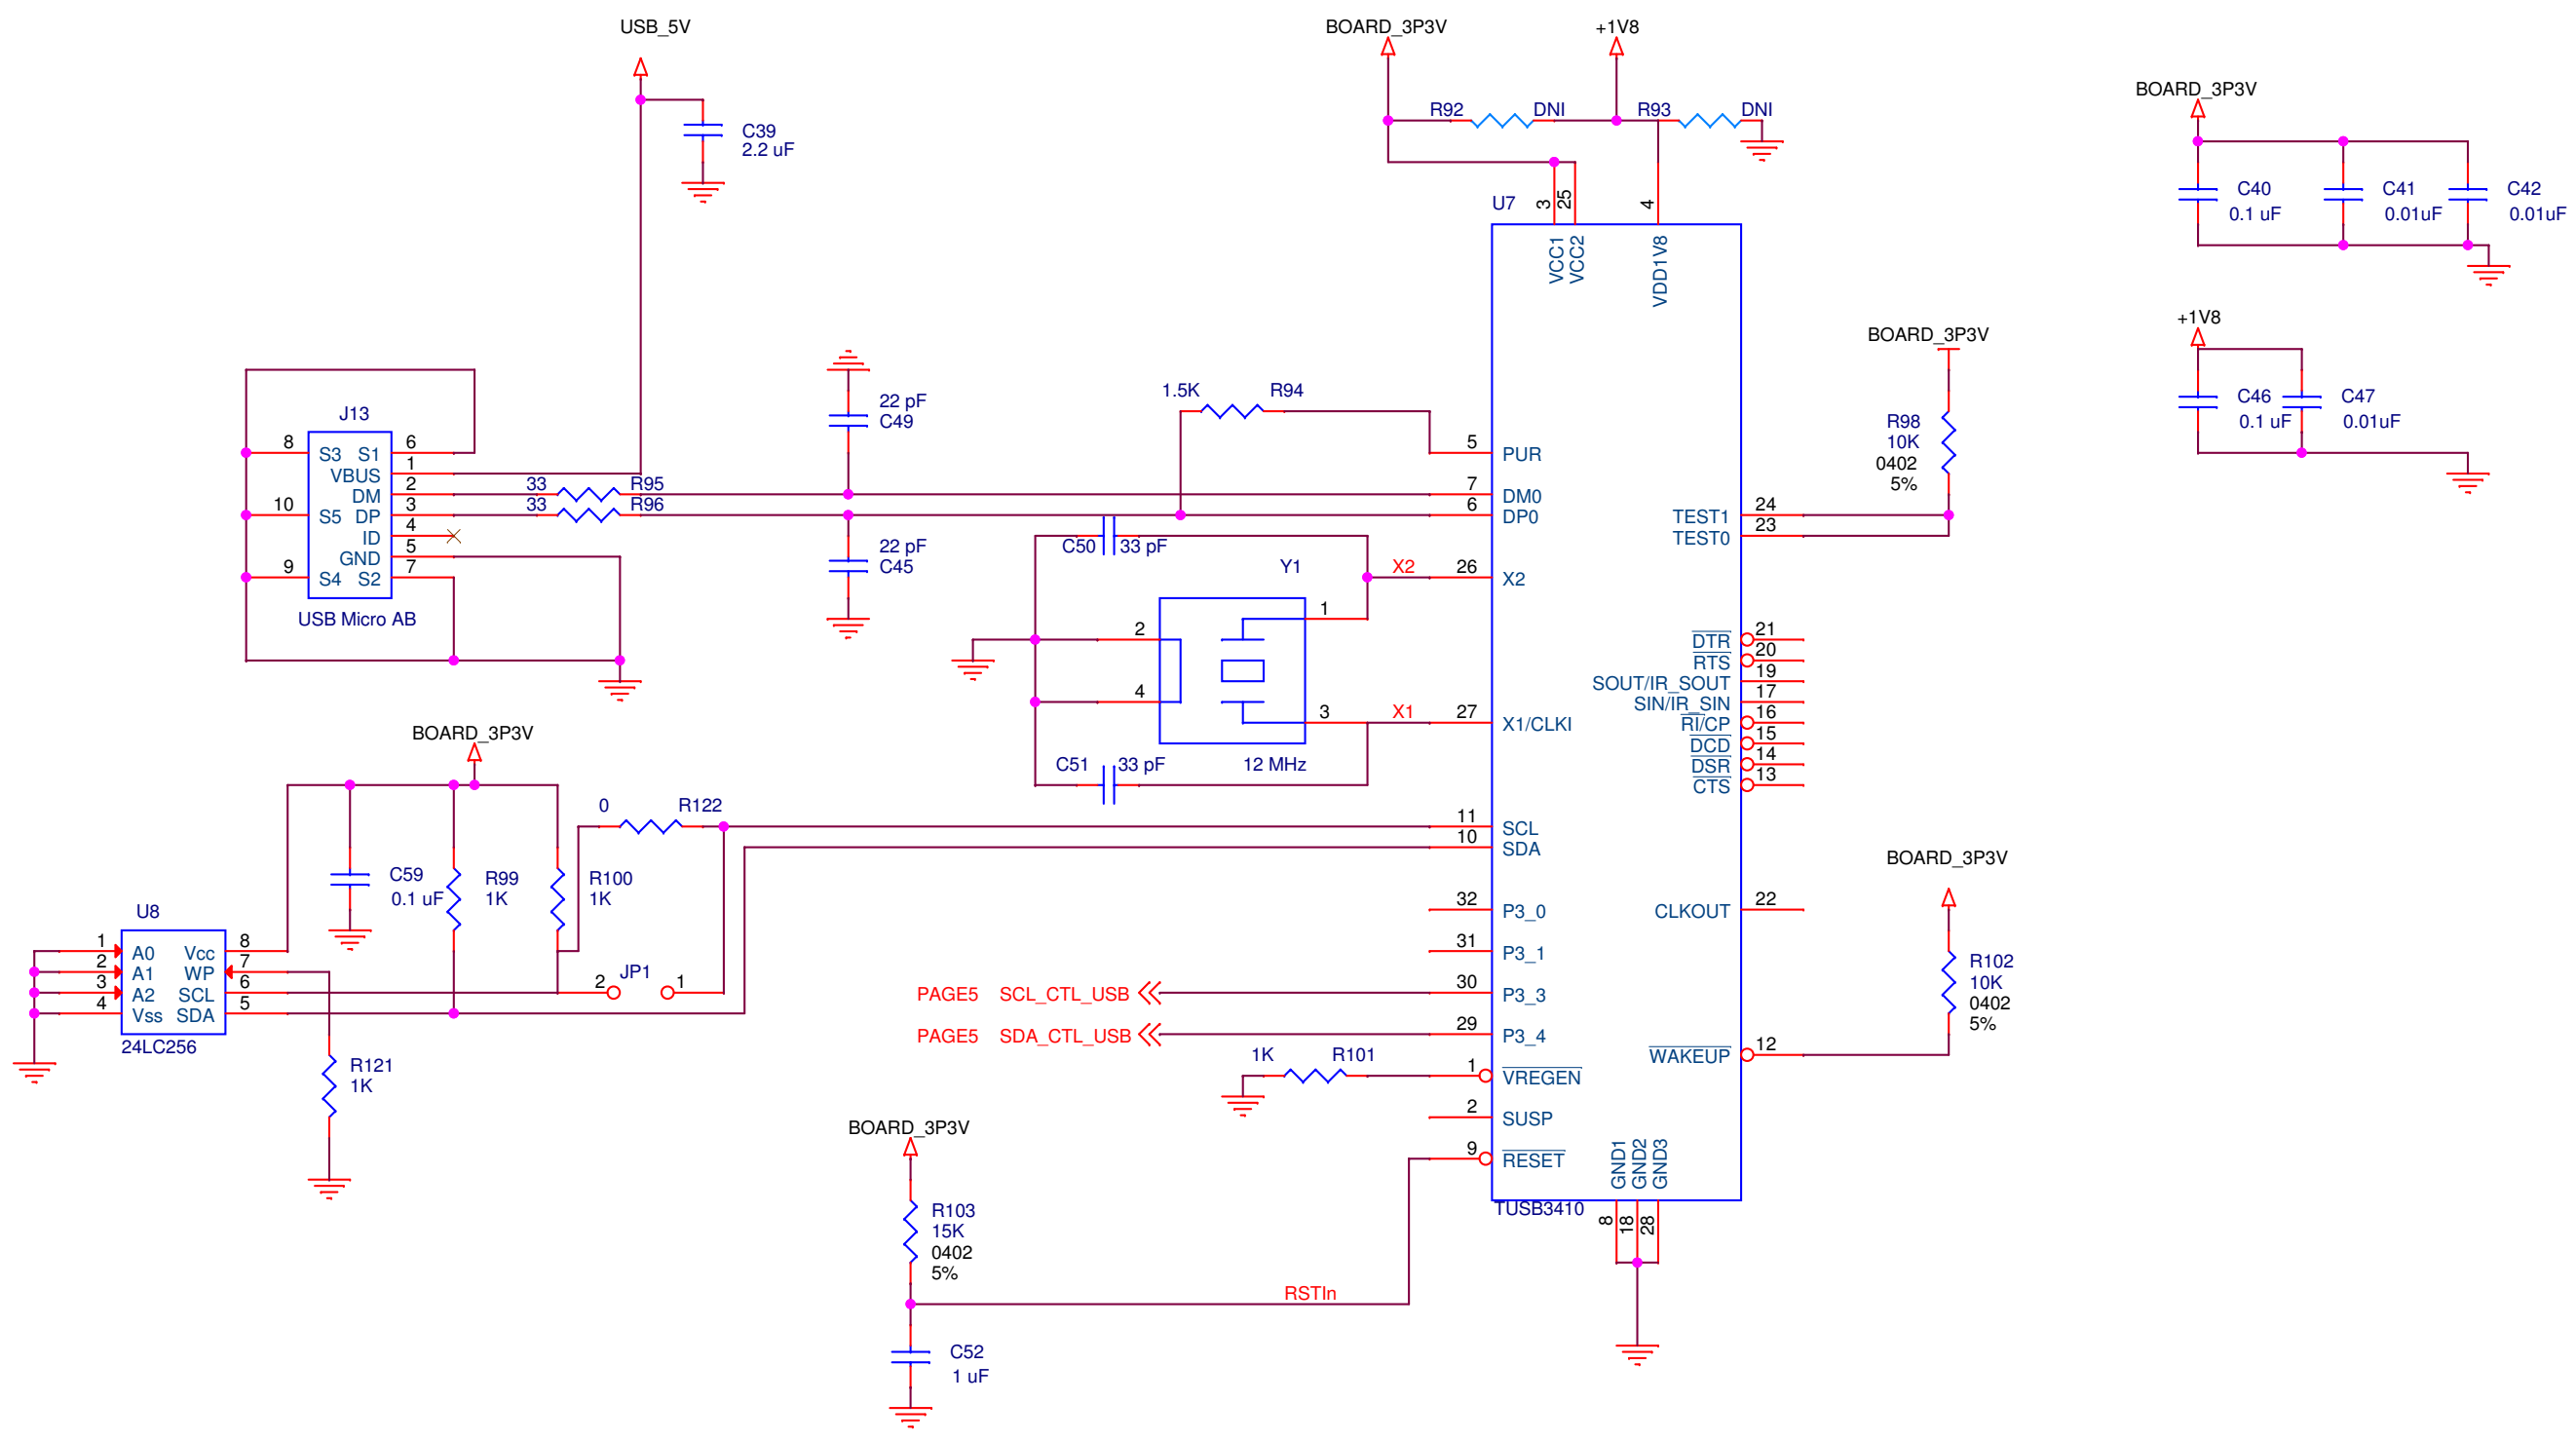 USB_5V
BOARD_3P3V
+1V8
C39
2.2 uF
R92
DNI
R93
DNI
BOARD_3P3V
C40
0.1 uF
C41
0.01uF
C42
0.01uF
+1V8
C46
0.1 uF
C47
0.01uF
U7
3
25
4
VCC1
VCC2
VDD1V8
BOARD_3P3V
R98
10K
0402
5%
J13
8
S3
S1
6
VBUS
1
DM
2
10
S5
DP
3
ID
4
GND
5
9
S4
S2
7
USB Micro AB
33
R95
33
R96
22 pF
C49
22 pF
C45
1.5K
R94
5
PUR
7
DM0
6
DP0
C50
33 pF
Y1
X2
26
X2
1
2
4
3
X1
27
X1/CLKI
C51
33 pF
12 MHz
TEST1
24
TEST0
23
DTR
21
RTS
20
SOUT/IR_SOUT
19
SIN/IR_SIN
17
RI/CP
16
DCD
15
DSR
14
CTS
13
BOARD_3P3V
0
R122
11
SCL
10
SDA
C59
0.1 uF
R99
1K
R100
1K
U8
1
A0
Vcc
8
2
A1
WP
7
3
A2
SCL
6
4
Vss
SDA
5
24LC256
2
JP1
1
R121
1K
32
P3_0
31
P3_1
PAGE5
SCL_CTL_USB
30
P3_3
PAGE5
SDA_CTL_USB
29
P3_4
1K
R101
1
VREGEN
2
SUSP
9
RESET
CLKOUT
22
BOARD_3P3V
R102
10K
0402
5%
WAKEUP
12
GND1
GND2
GND3
TUSB3410
8
18
28
BOARD_3P3V
R103
15K
0402
5%
RSTIn
C52
1 uF